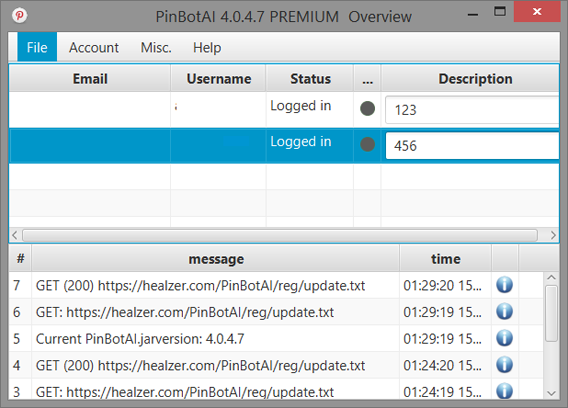 PinBotAI 4.0.4.7 PREMIUM Overview
File Account Misc. Help
Email Username Status ... Description
Logged in 123
Logged in 456
# message time
7 GET (200) https://healzer.com/PinBotAI/reg/update.txt 01:29:20 15...
6 GET: https://healzer.com/PinBotAI/reg/update.txt 01:29:19 15...
5 Current PinBotAI.jarversion: 4.0.4.7 01:29:19 15...
4 GET (200) https://healzer.com/PinBotAI/reg/update.txt 01:24:20 15...
3 GET: https://healzer.com/PinBotAI/reg/update.txt 01:24:19 15...